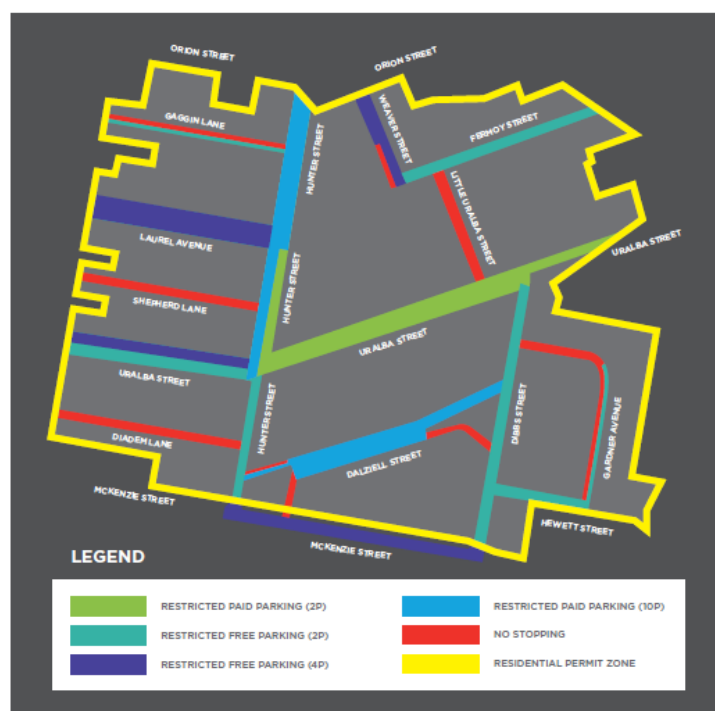 ORION STREET
ORION STREET
GAGGIN LANE
HUNTER STREET
WEAVER STREET
FERMOY STREET
LITTLE URALBA STREET
LAUREL AVENUE
URALBA STREET
HUNTER STREET
SHEPHERD LANE
URALBA STREET
URALBA STREET
HUNTER STREET
DIBBS STREET
GARDNER AVENUE
DIADEM LANE
DALZIELL STREET
MCKENZIE STREET
HEWETT STREET
MCKENZIE STREET
LEGEND
RESTRICTED PAID PARKING (2P)
RESTRICTED FREE PARKING (2P)
RESTRICTED FREE PARKING (4P)
RESTRICTED PAID PARKING (10P)
NO STOPPING
RESIDENTIAL PERMIT ZONE